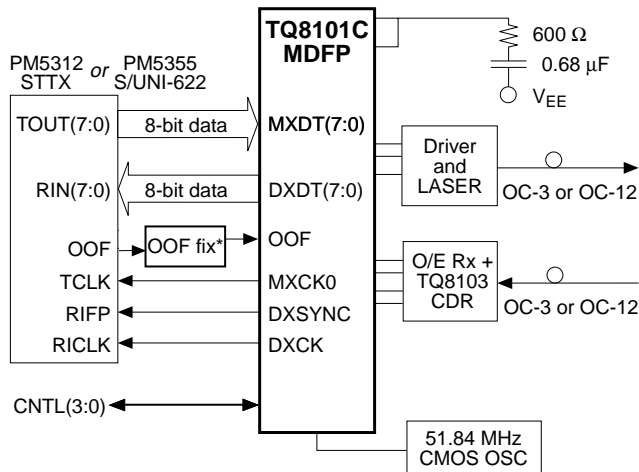 TQ8101C
MDFP
600 Ω
0.68 μF
VEE
PM5312 or PM5355
STTX S/UNI-622
TOUT(7:0)
8-bit data
MXDT(7:0)
Driver
and
LASER
OC-3 or OC-12
RIN(7:0)
8-bit data
DXDT(7:0)
OOF
OOF fix*
OOF
O/E Rx +
TQ8103
CDR
OC-3 or OC-12
TCLK
MXCK0
RIFP
DXSYNC
RICLK
DXCK
CNTL(3:0)
51.84 MHz
CMOS OSC